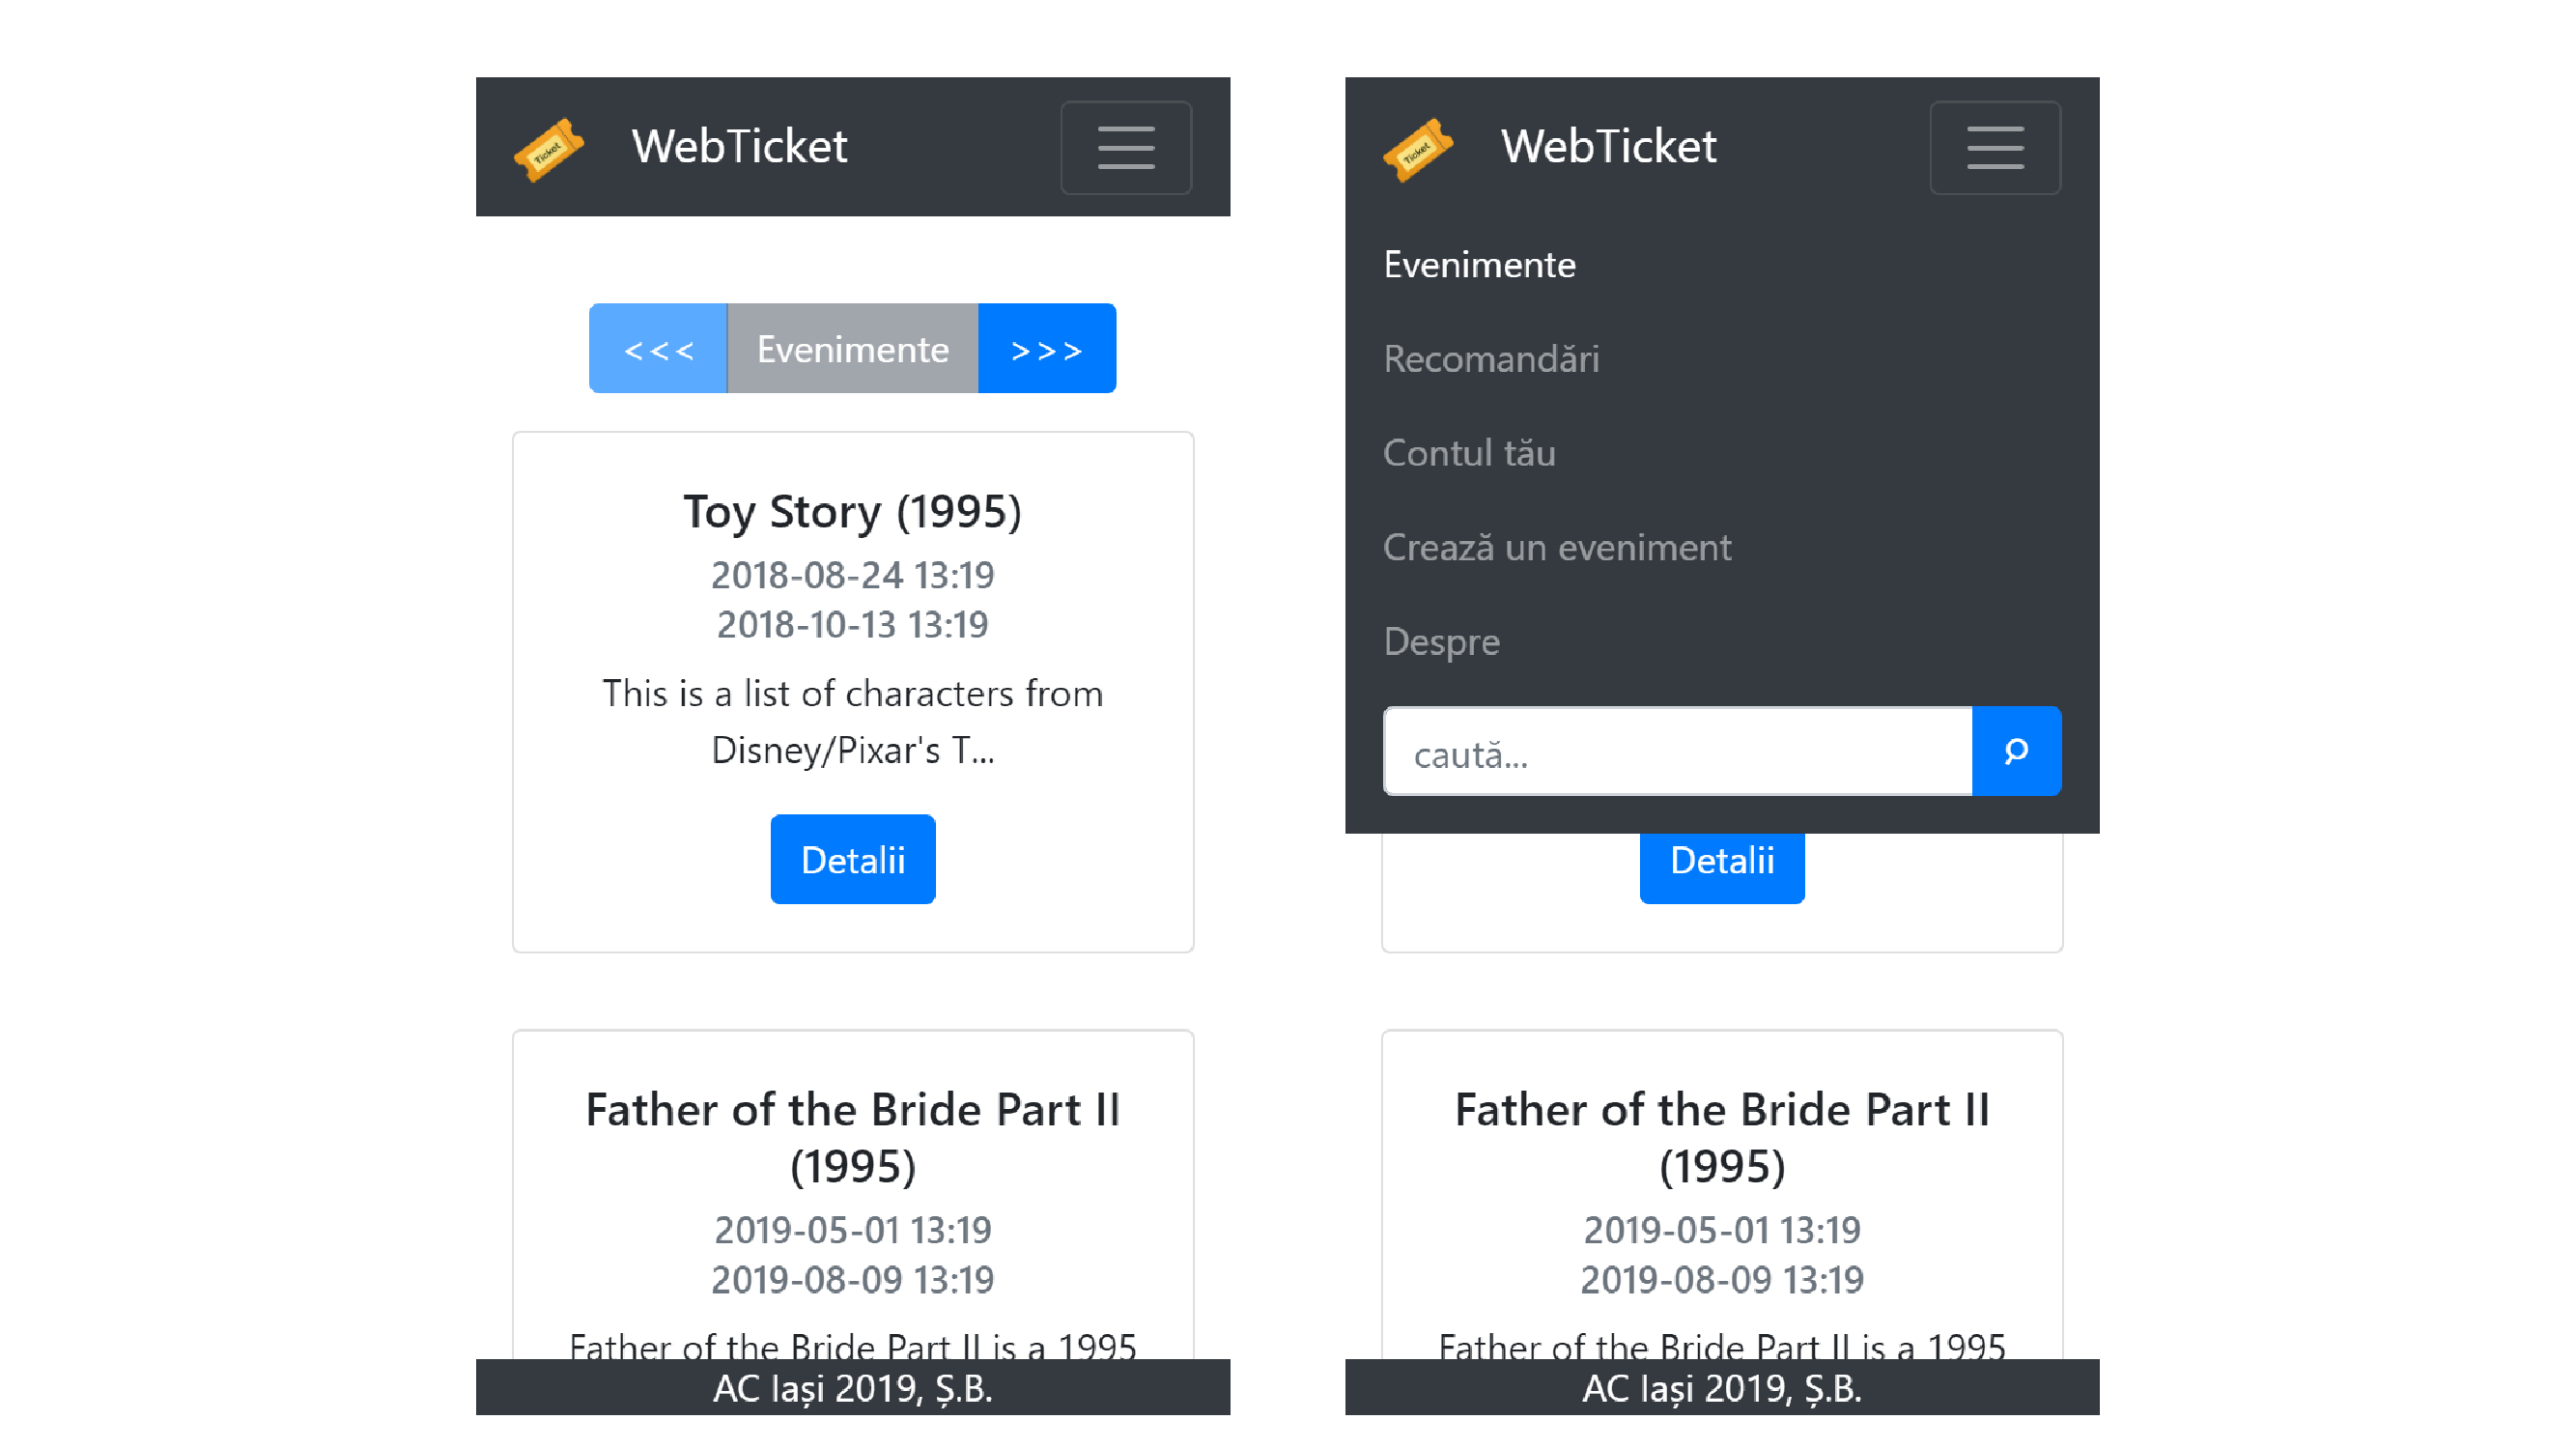 Ticket
WebTicket
<<<
Evenimente
>>>
Toy Story (1995)
2018-08-24 13:19
2018-10-13 13:19
This is a list of characters from
Disney/Pixar's T...
Detalii
Father of the Bride Part II
(1995)
2019-05-01 13:19
2019-08-09 13:19
Father of the Bride Part II is a 1995
AC Iași 2019, Ș.B.
Ticket
WebTicket
Evenimente
Recomandări
Contul tău
Crează un eveniment
Despre
caută...
Detalii
Father of the Bride Part II
(1995)
2019-05-01 13:19
2019-08-09 13:19
Father of the Bride Part II is a 1995
AC Iași 2019, Ș.B.